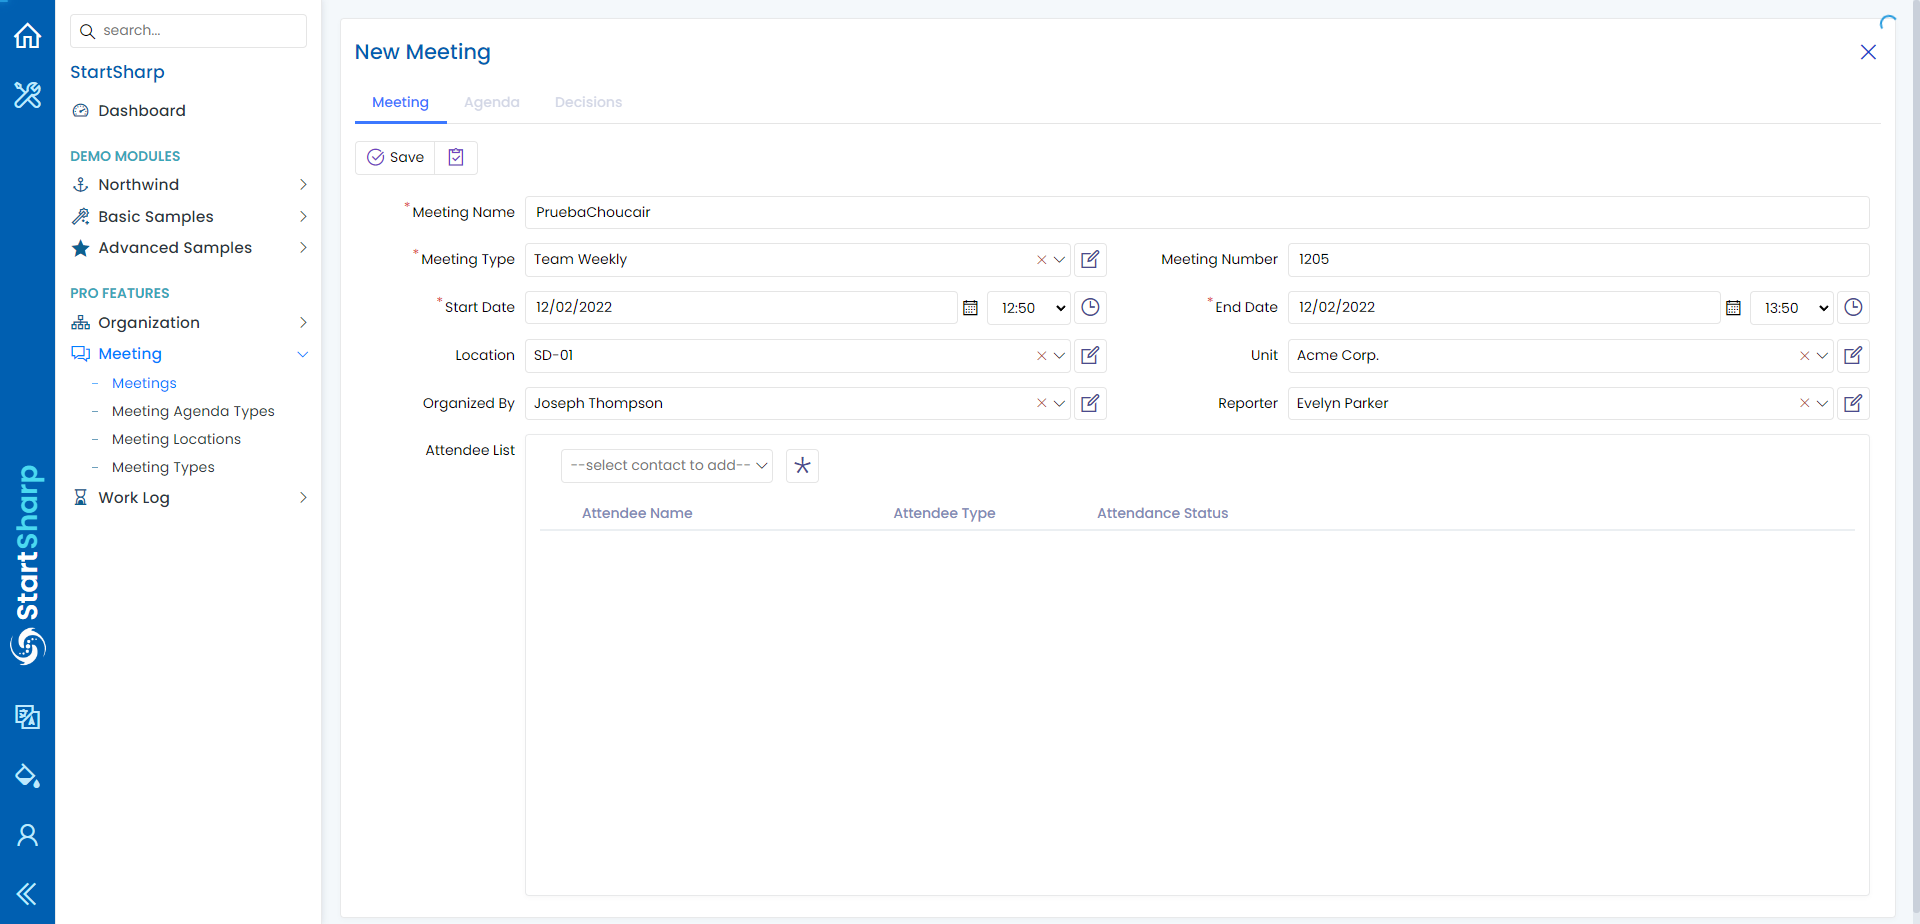 search...
StartSharp
Dashboard
DEMO MODULES
Northwind
Basic Samples
Advanced Samples
PRO FEATURES
Organization
Meeting
- Meetings
- Meeting Agenda Types
- Meeting Locations
- Meeting Types
Work Log
StartSharp
New Meeting
Meeting Agenda Decisions
Save
*Meeting Name PruebaChoucair
*Meeting Type Team Weekly Meeting Number 1205
*Start Date 12/02/2022 12:50 *End Date 12/02/2022 13:50
Location SD-01 Unit Acme Corp.
Organized By Joseph Thompson Reporter Evelyn Parker
Attendee List
--select contact to add--
Attendee Name Attendee Type Attendance Status